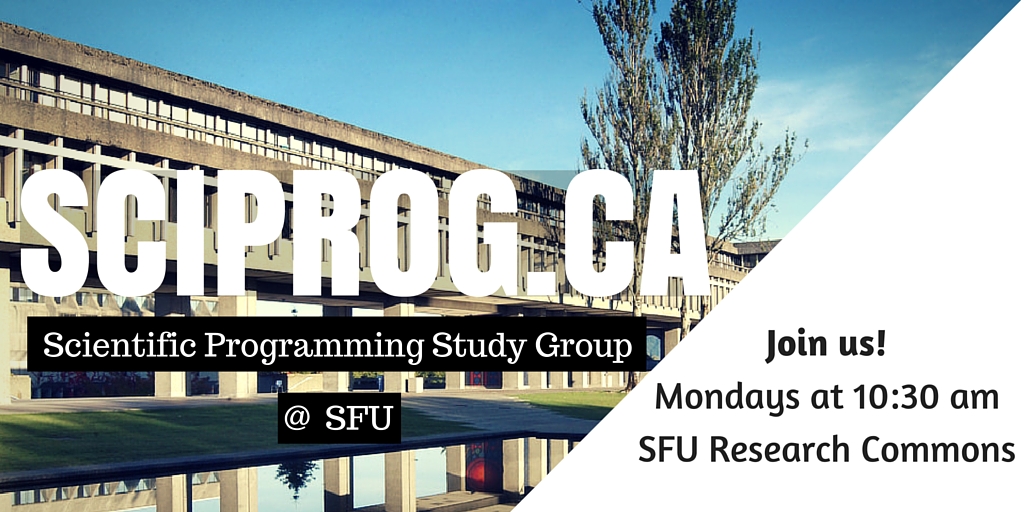 SCIPROG.CA
Scientific Programming Study Group
@ SFU
Join us!
Mondays at 10:30 am
SFU Research Commons